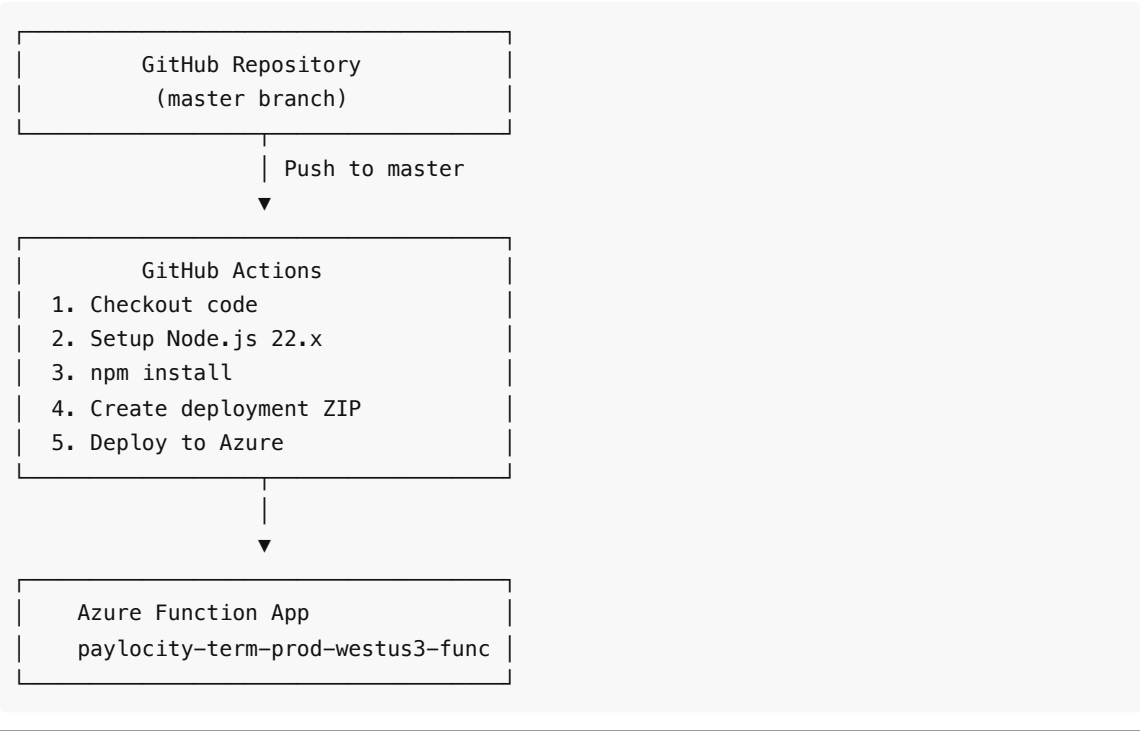 GitHub Repository
(master branch)
Push to master
▼
GitHub Actions
1. Checkout code
2. Setup Node.js 22.x
3. npm install
4. Create deployment ZIP
5. Deploy to Azure
▼
Azure Function App
paylocity-term-prod-westus3-func